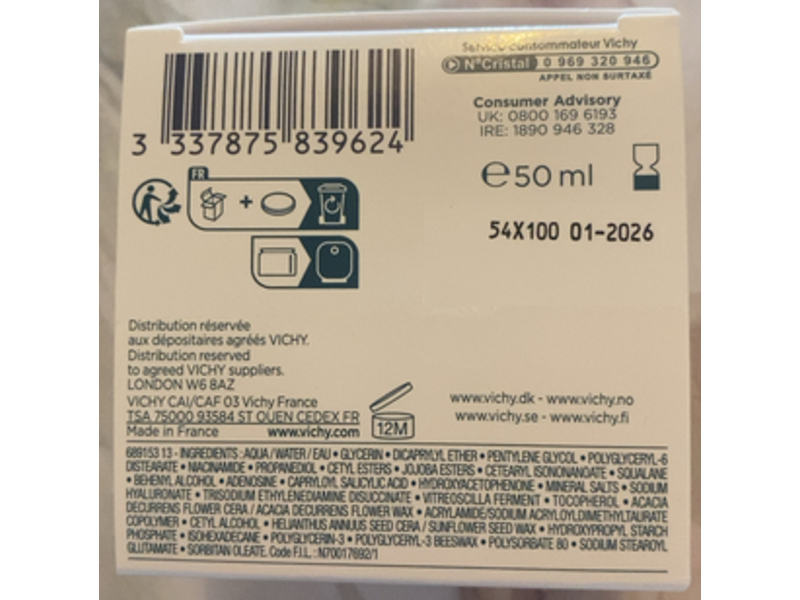 Service consommateur Vichy
N°Cristal 0 969 320 946
APPEL NON SURTAXÉ
Consumer Advisory
UK: 0800 169 6193
IRE: 1890 946 328
3 337875 839624
FR
+
℮50 ml
54X100 01-2026
Distribution réservée
aux dépositaires agréés VICHY.
Distribution reserved
to agreed VICHY suppliers.
LONDON W6 8AZ
VICHY CAI/CAF 03 Vichy France
TSA 75000 93584 ST OUEN CEDEX FR
Made in France www.vichy.com
12M
www.vichy.dk - www.vichy.no
www.vichy.se - www.vichy.fi
689153 13 - INGREDIENTS : AQUA / WATER / EAU • GLYCERIN • DICAPRYLYL ETHER • PENTYLENE GLYCOL • POLYGLYCERYL-6
DISTEARATE • NIACINAMIDE • PROPANEDIOL • CETYL ESTERS • JOJOBA ESTERS • CETEARYL ISONONANOATE • SQUALANE
• BEHENYL ALCOHOL • ADENOSINE • CAPRYLOYL SALICYLIC ACID • HYDROXYACETOPHENONE • MINERAL SALTS • SODIUM
HYALURONATE • TRISODIUM ETHYLENEDIAMINE DISUCCINATE • VITREOSCILLA FERMENT • TOCOPHEROL • ACACIA
DECURRENS FLOWER CERA / ACACIA DECURRENS FLOWER WAX • ACRYLAMIDE/SODIUM ACRYLOYLDIMETHYLTAURATE
COPOLYMER • CETYL ALCOHOL • HELIANTHUS ANNUUS SEED CERA / SUNFLOWER SEED WAX • HYDROXYPROPYL STARCH
PHOSPHATE • ISOHEXADECANE • POLYGLYCERIN-3 • POLYGLYCERYL-3 BEESWAX • POLYSORBATE 80 • SODIUM STEAROYL
GLUTAMATE • SORBITAN OLEATE. Code F.I.L. : N70017692/1